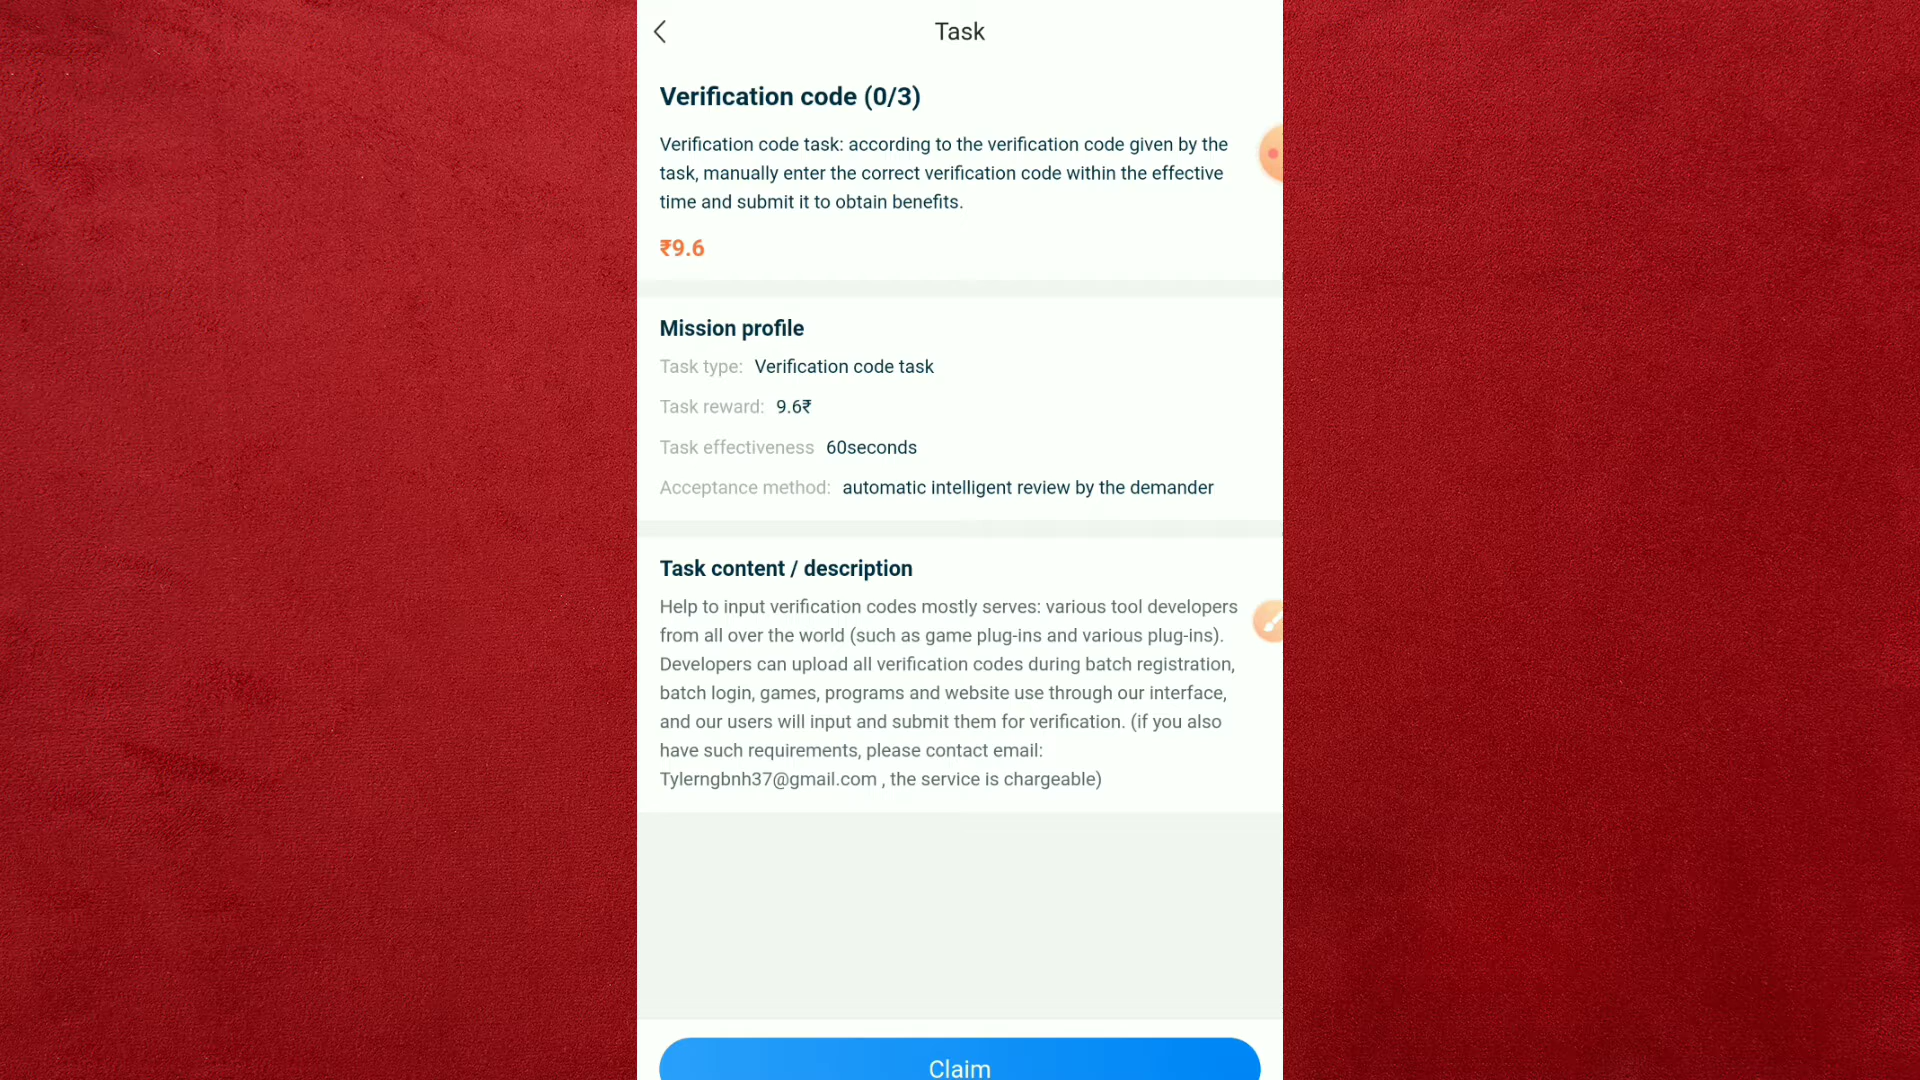 Task
Verification code (0/3)
Verification code task: according to the verification code given by the
task, manually enter the correct verification code within the effective
time and submit it to obtain benefits.
₹9.6
Mission profile
Task type: Verification code task
Task reward: 9.6₹
Task effectiveness 60seconds
Acceptance method: automatic intelligent review by the demander
Task content / description
Help to input verification codes mostly serves: various tool developers
from all over the world (such as game plug-ins and various plug-ins).
Developers can upload all verification codes during batch registration,
batch login, games, programs and website use through our interface,
and our users will input and submit them for verification. (if you also
have such requirements, please contact email:
Tylerngbnh37@gmail.com , the service is chargeable)
Claim